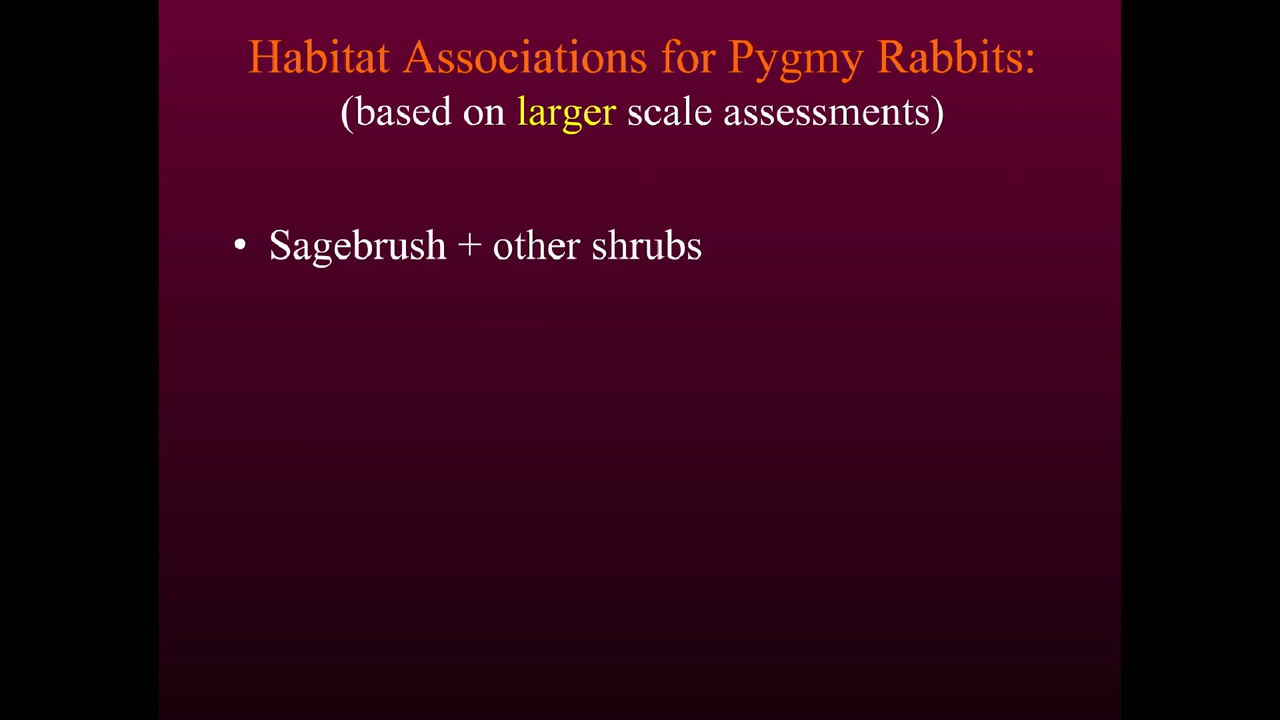 Habitat Associations for Pygmy Rabbits:
(based on larger scale assessments)
• Sagebrush + other shrubs